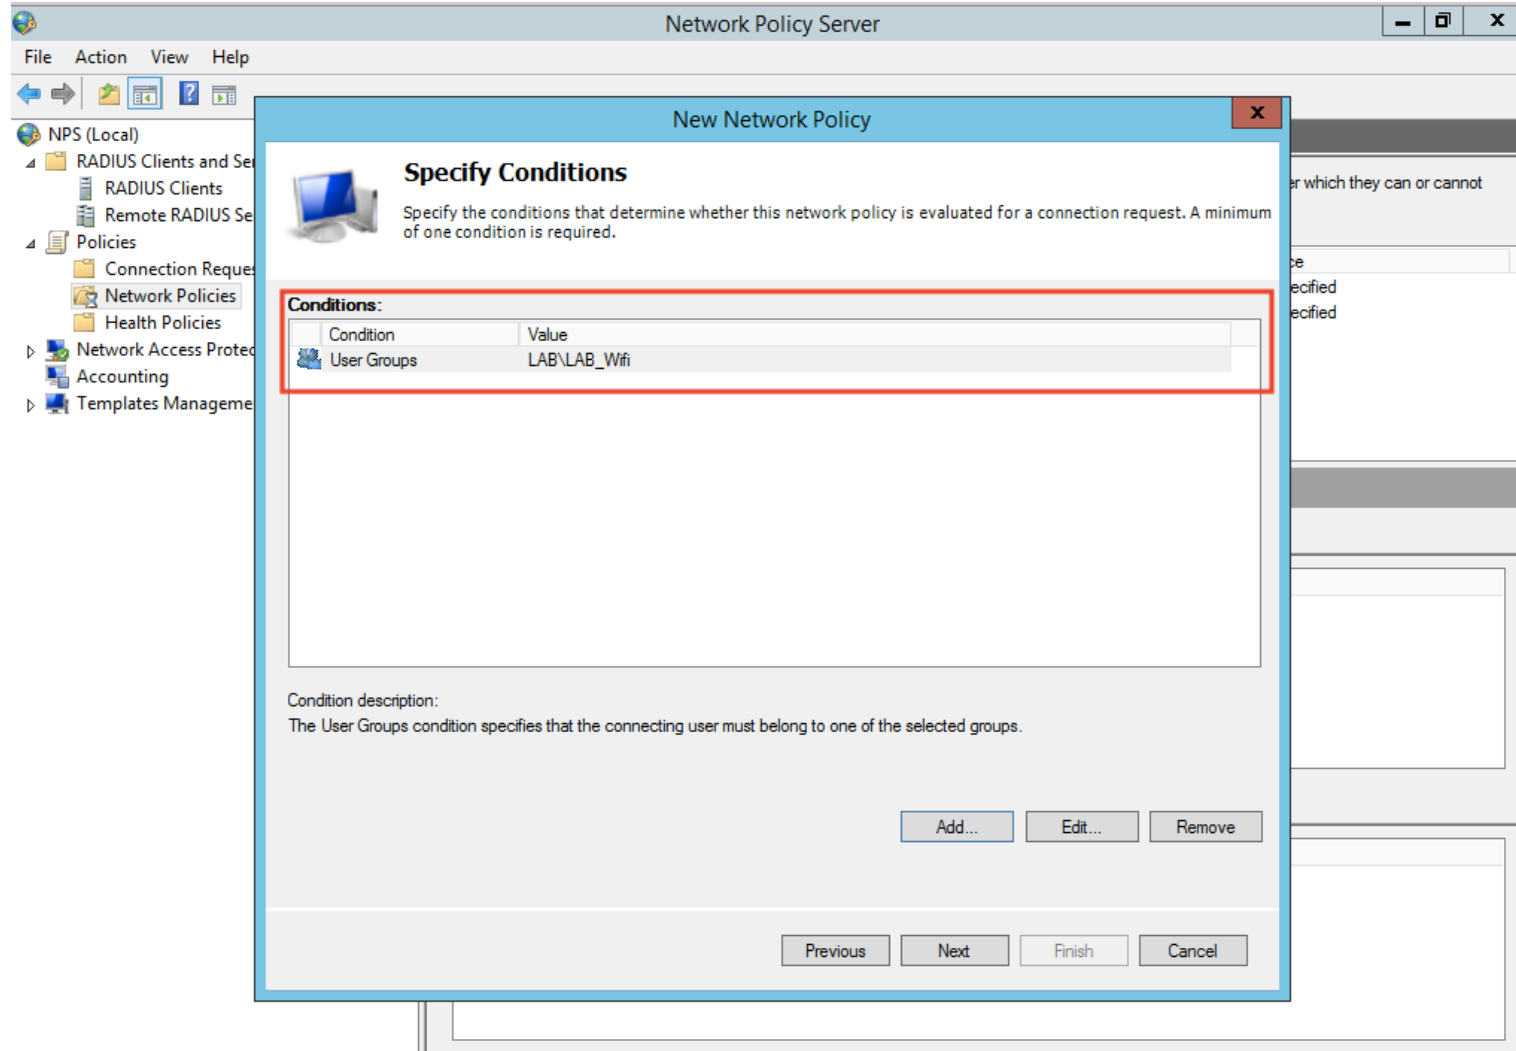 Network Policy Server
File Action View Help
NPS (Local)
RADIUS Clients and Ser
RADIUS Clients
Remote RADIUS Se
Policies
Connection Reques
Network Policies
Health Policies
Network Access Protec
Accounting
Templates Manageme
New Network Policy
Specify Conditions
Specify the conditions that determine whether this network policy is evaluated for a connection request. A minimum
of one condition is required.
Conditions:
Condition Value
User Groups LAB\LAB_Wifi
Condition description:
The User Groups condition specifies that the connecting user must belong to one of the selected groups.
Add... Edit... Remove
Previous Next Finish Cancel
er which they can or cannot
ce
ecified
ecified